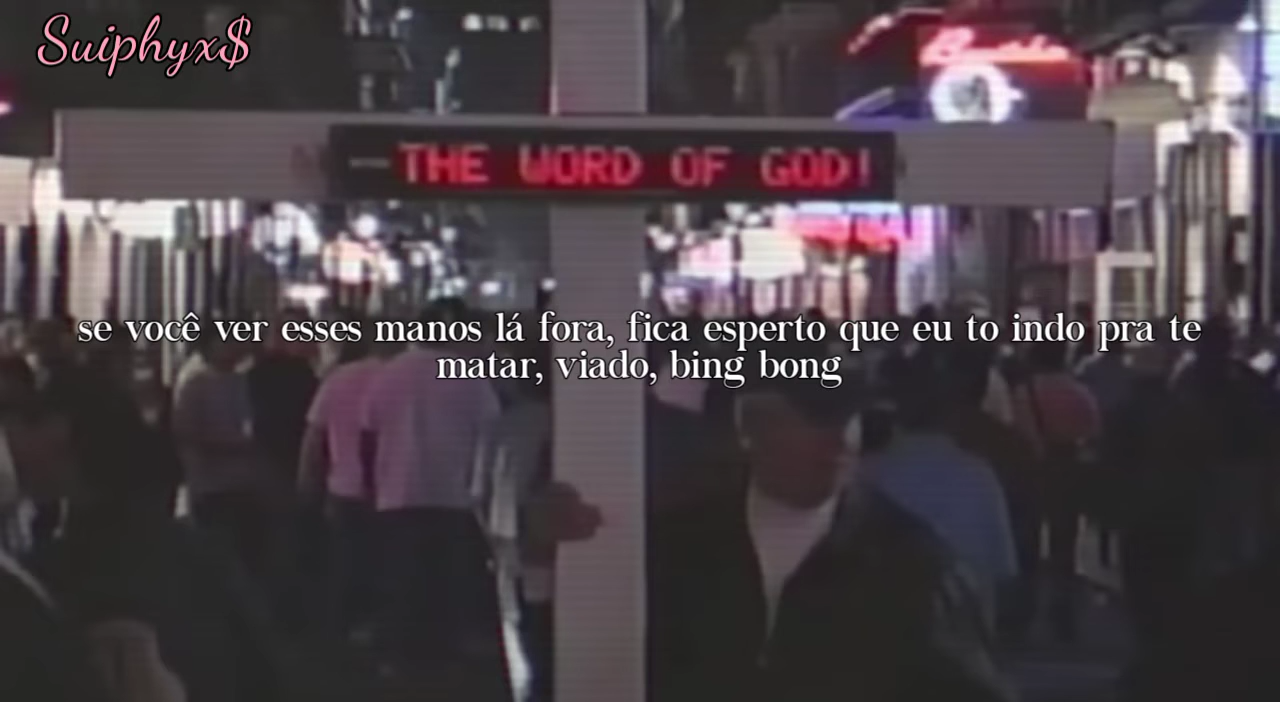 Suiphyx$
—THE WORD OF GOD!
se você ver esses manos lá fora, fica esperto que eu to indo pra te
matar, viado, bing bong